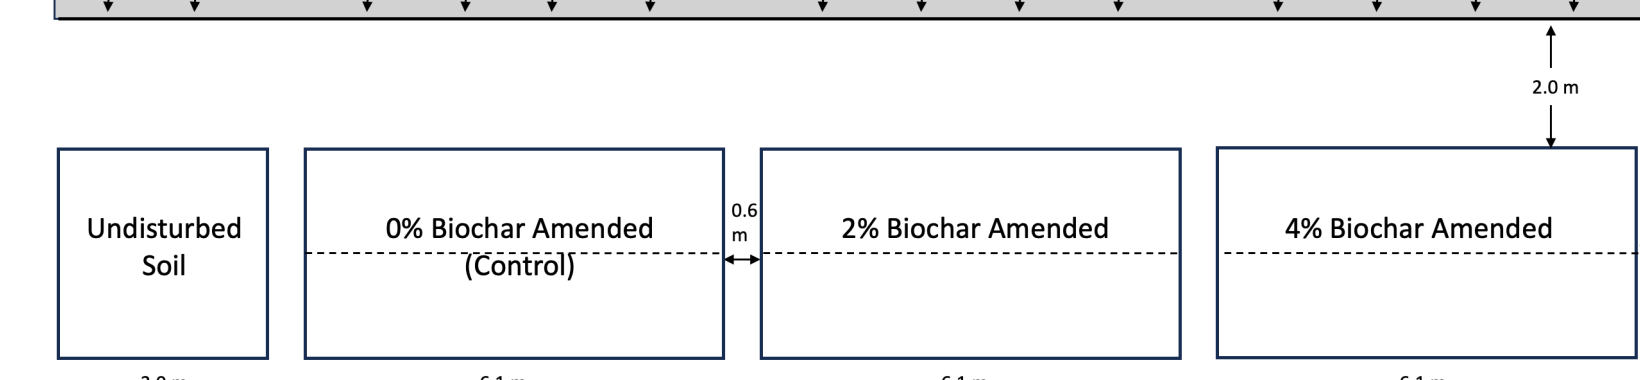 2.0 m
Undisturbed
Soil
0% Biochar Amended
(Control)
0.6
m
2% Biochar Amended
4% Biochar Amended